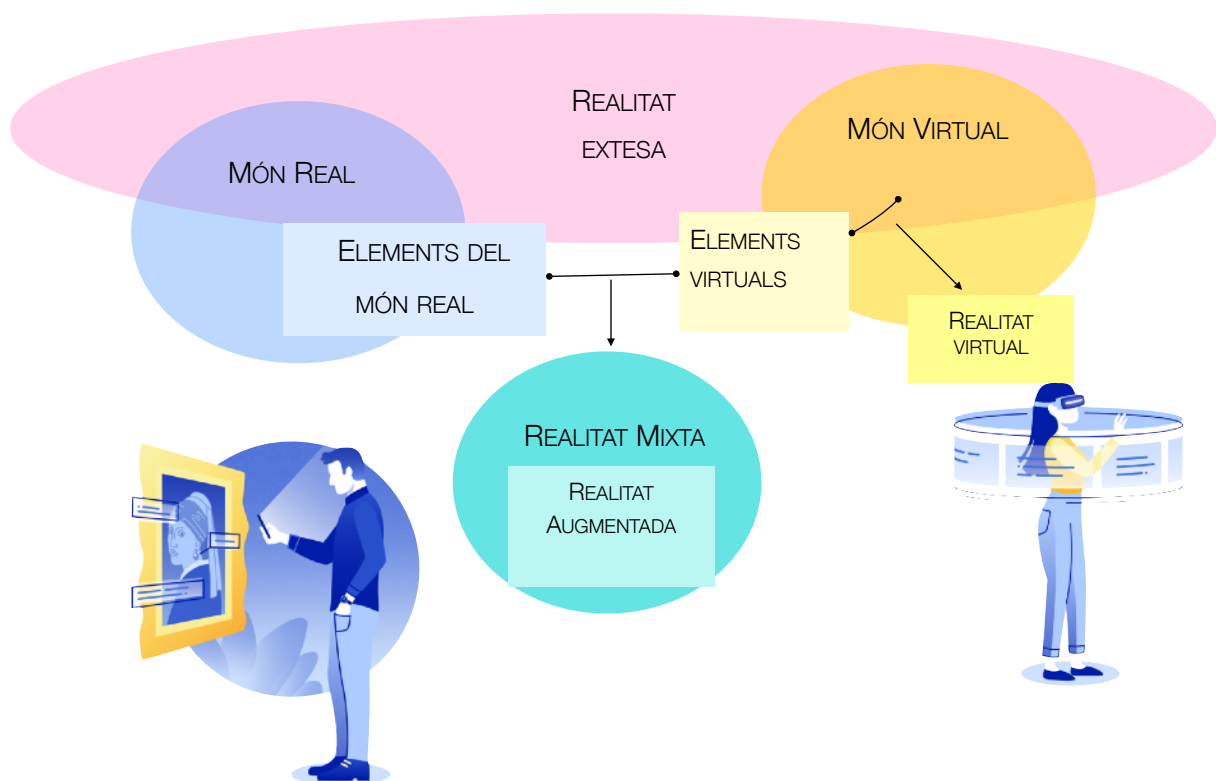 Realitat
extesa
Món Real
Món Virtual
Elements del
món real
Elements
virtuals
Realitat
virtual
Realitat Mixta
Realitat
Augmentada